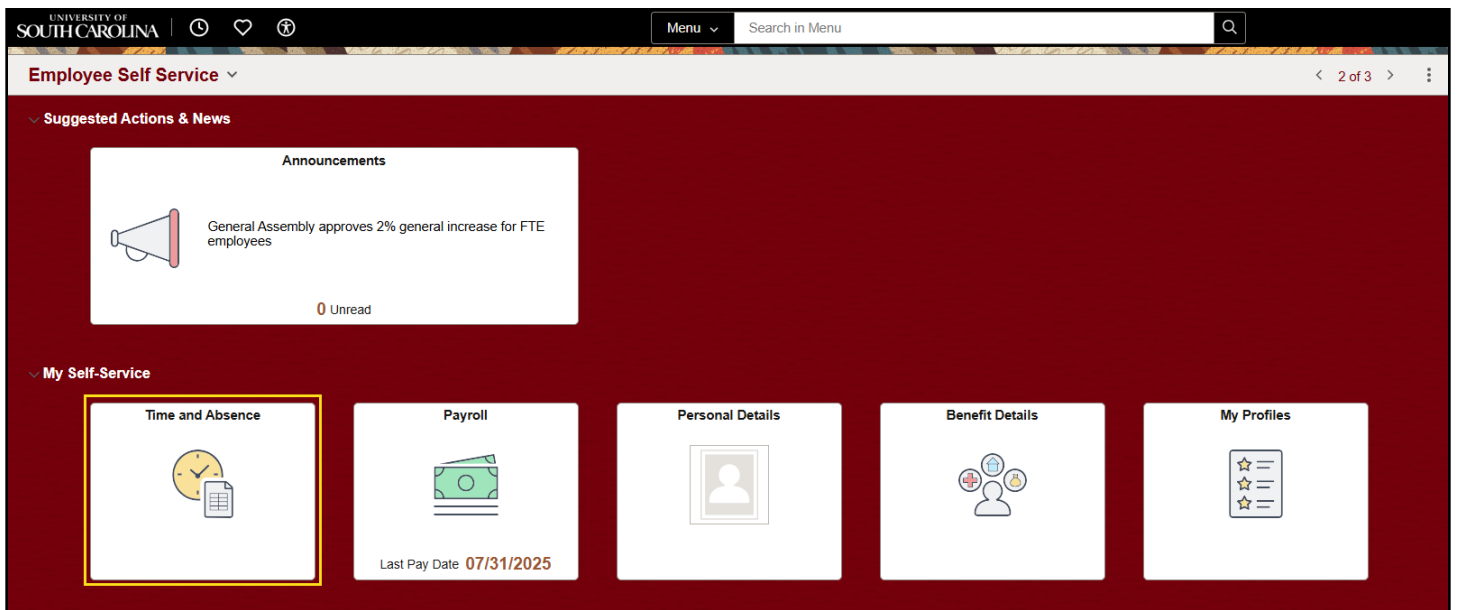 UNIVERSITY OF
SOUTH CAROLINA
Menu
Search in Menu
Employee Self Service
2 of 3
Suggested Actions & News
Announcements
General Assembly approves 2% general increase for FTE
employees
0 Unread
My Self-Service
Time and Absence
Payroll
Last Pay Date 07/31/2025
Personal Details
Benefit Details
My Profiles